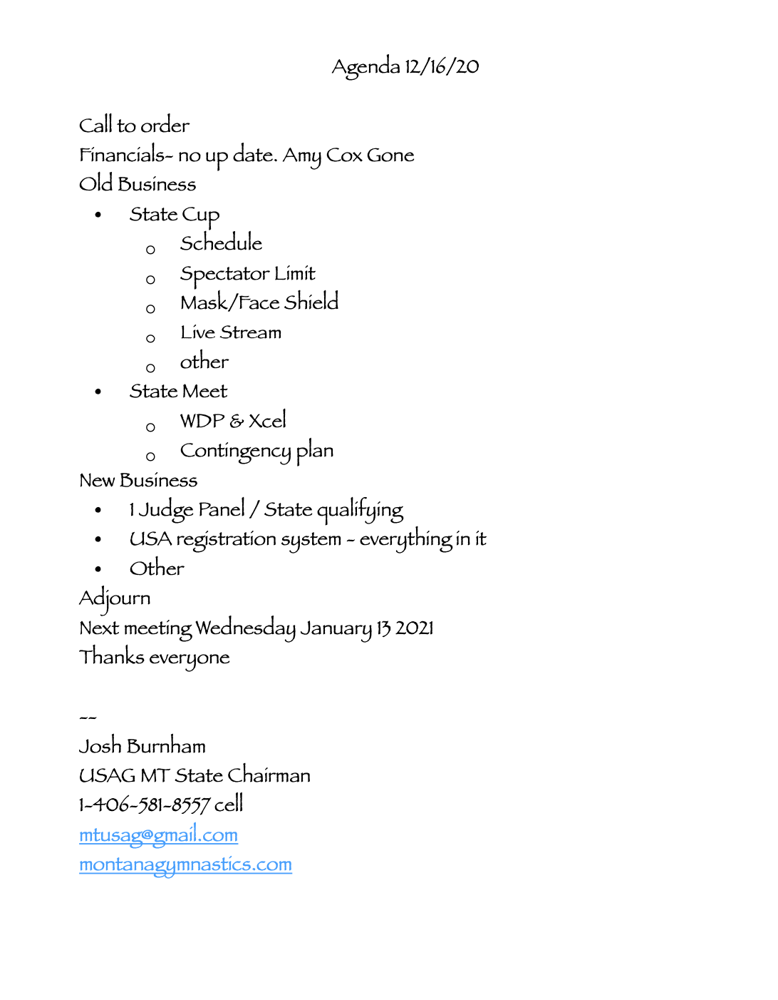 Agenda 12/16/20
Call to order
Financials- no up date. Amy Cox Gone
Old Business
• State Cup
o Schedule
o Spectator Limit
o Mask/Face Shield
o Live Stream
o other
• State Meet
o WDP & Xcel
o Contingency plan
New Business
• 1 Judge Panel / State qualifying
• USA registration system - everything in it
• Other
Adjourn
Next meeting Wednesday January 13 2021
Thanks everyone
--
Josh Burnham
USAG MT State Chairman
1-406-581-8557 cell
mtusag@gmail.com
montanagymnastics.com